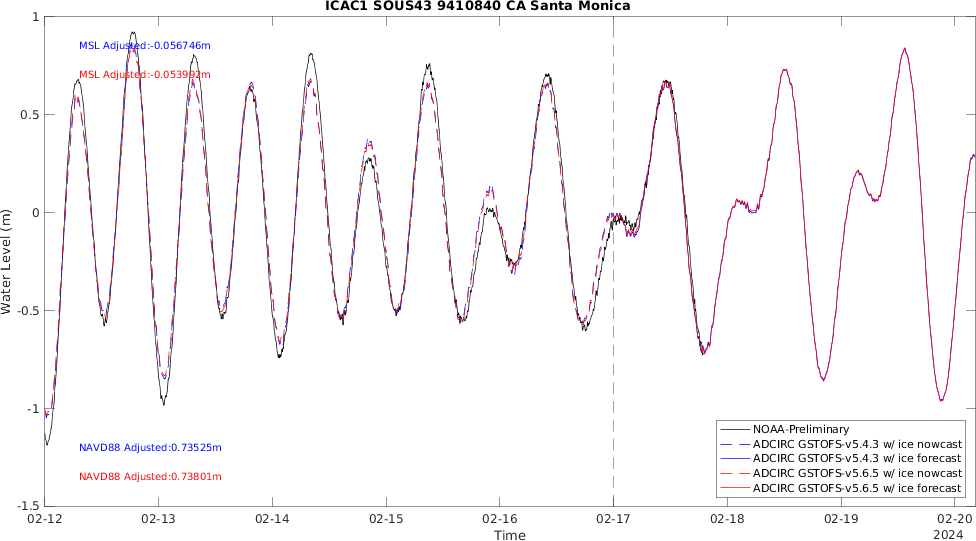 ICAC1 SOUS43 9410840 CA Santa Monica
1
MSL Adjusted:-0.056746m
MSL Adjusted:-0.053992m
0.5
0
Water Level (m)
-0.5
-1
NOAA-Preliminary
NAVD88 Adjusted:0.73525m
ADCIRC GSTOFS-v5.4.3 w/ ice nowcast
ADCIRC GSTOFS-v5.4.3 w/ ice forecast
NAVD88 Adjusted:0.73801m
ADCIRC GSTOFS-v5.6.5 w/ ice nowcast
ADCIRC GSTOFS-v5.6.5 w/ ice forecast
-1.5
02-12 02-13 02-14 02-15 02-16 02-17 02-18 02-19 02-20
Time
2024